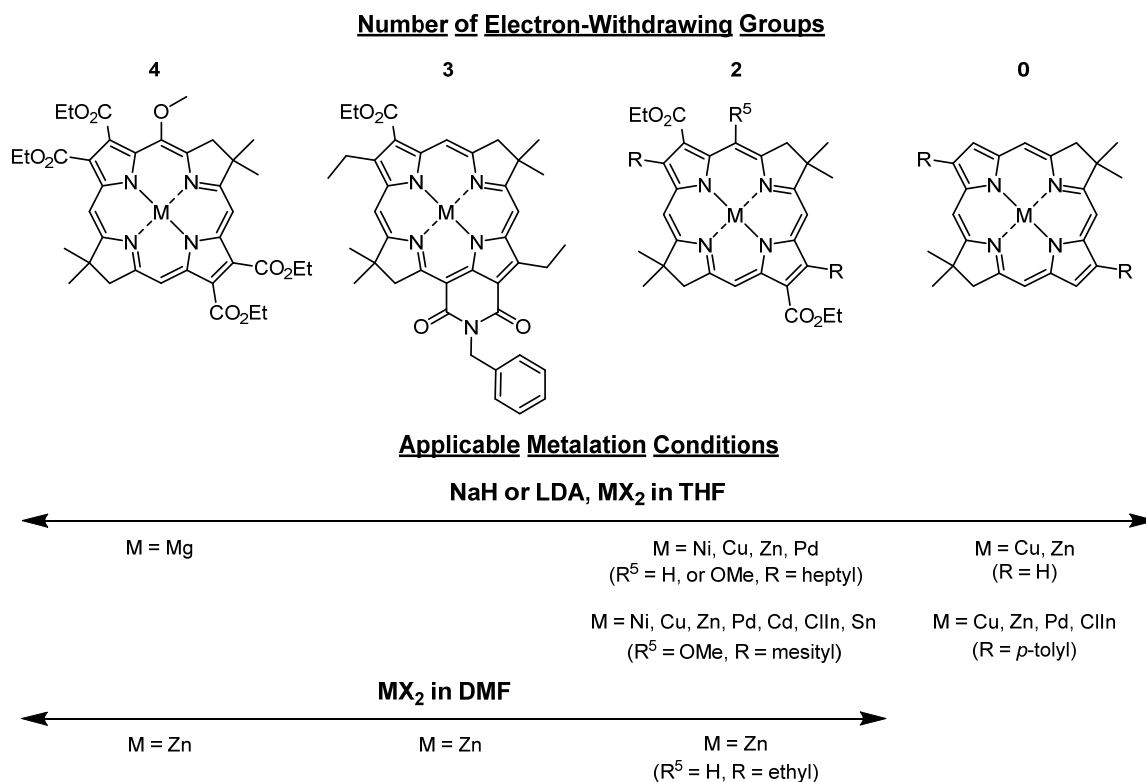 Number of Electron-Withdrawing Groups
4 3 2 0
EtO₂C O EtO₂C EtO₂C R⁵
EtO₂C R R
N N N N N N N N
M M M M
N N N N N N N N
CO₂Et R R
CO₂Et O N O CO₂Et
Applicable Metalation Conditions
NaH or LDA, MX₂ in THF
M = Mg M = Ni, Cu, Zn, Pd M = Cu, Zn
(R⁵ = H, or OMe, R = heptyl) (R = H)
M = Ni, Cu, Zn, Pd, Cd, ClIn, Sn M = Cu, Zn, Pd, ClIn
(R⁵ = OMe, R = mesityl) (R = p-tolyl)
MX₂ in DMF
M = Zn M = Zn M = Zn
(R⁵ = H, R = ethyl)